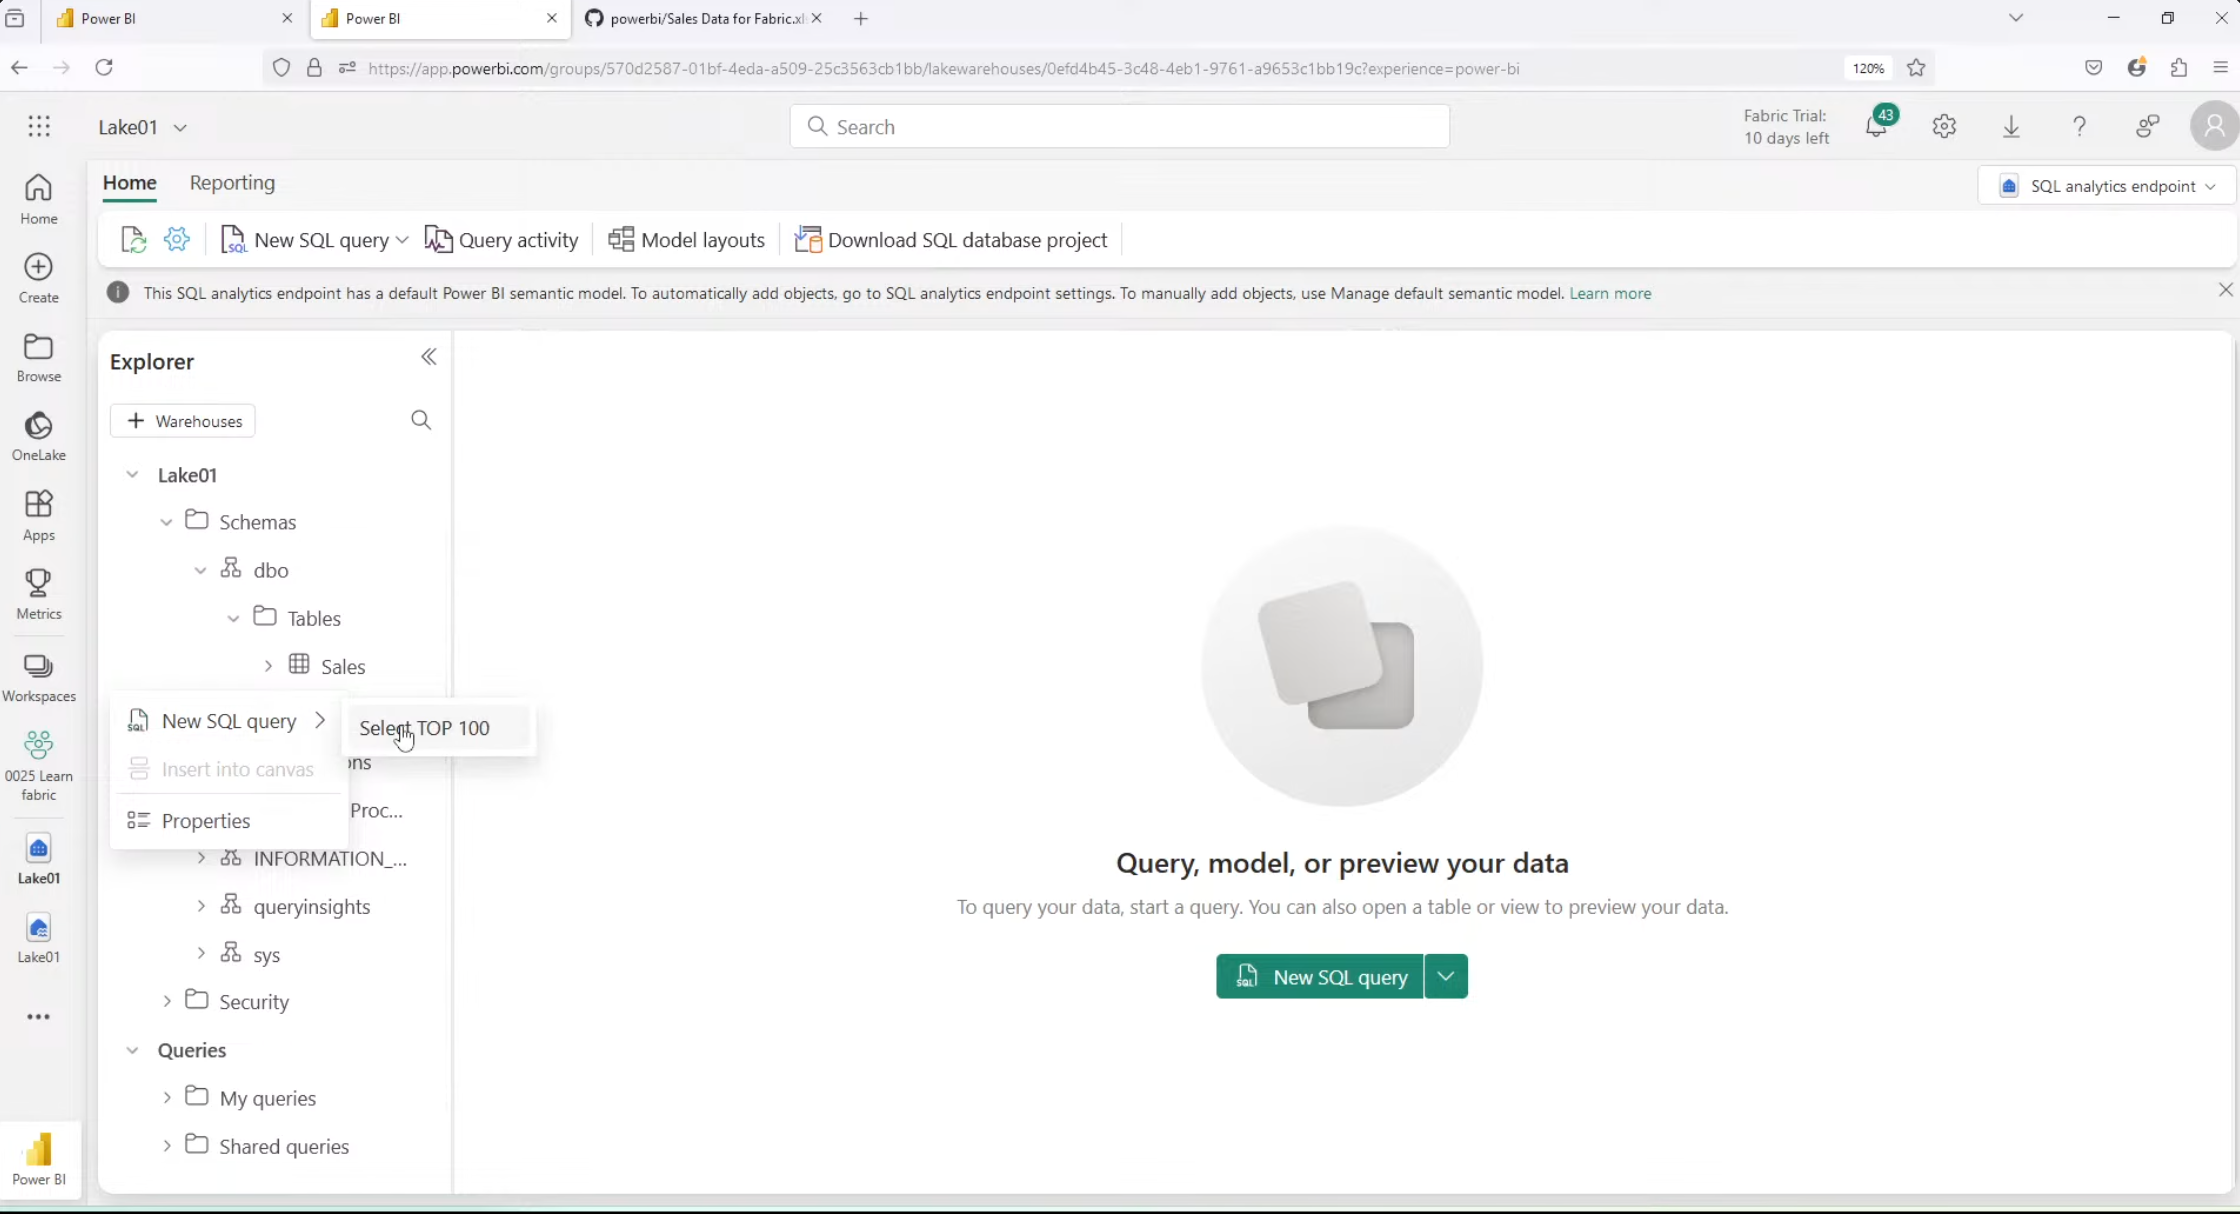 Power BI
Power BI
powerbi/Sales Data for Fabric.xl
https://app.powerbi.com/groups/570d2587-01bf-4eda-a509-25c3563cb1bb/lakewarehouses/0efd4b45-3c48-4eb1-9761-a9653c1bb19c?experience=power-bi
120%
Lake01
Search
Fabric Trial:
10 days left
43
Home
Reporting
SQL analytics endpoint
New SQL query
Query activity
Model layouts
Download SQL database project
This SQL analytics endpoint has a default Power BI semantic model. To automatically add objects, go to SQL analytics endpoint settings. To manually add objects, use Manage default semantic model. Learn more
Home
Create
Browse
OneLake
Apps
Metrics
Workspaces
0025 Learn
fabric
Lake01
Lake01
Power BI
Explorer
Warehouses
Lake01
Schemas
dbo
Tables
Sales
New SQL query
Select TOP 100
Insert into canvas
ons
Properties
Proc...
INFORMATION_...
queryinsights
sys
Security
Queries
My queries
Shared queries
Query, model, or preview your data
To query your data, start a query. You can also open a table or view to preview your data.
New SQL query